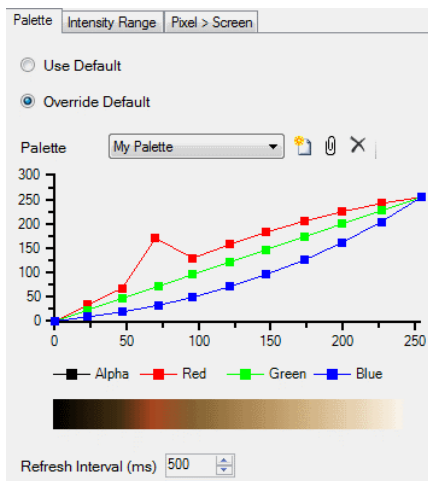 Palette Intensity Range Pixel > Screen
Use Default
Override Default
Palette My Palette
300
250
200
150
100
50
0
0 50 100 150 200 250
Alpha Red Green Blue
Refresh Interval (ms) 500